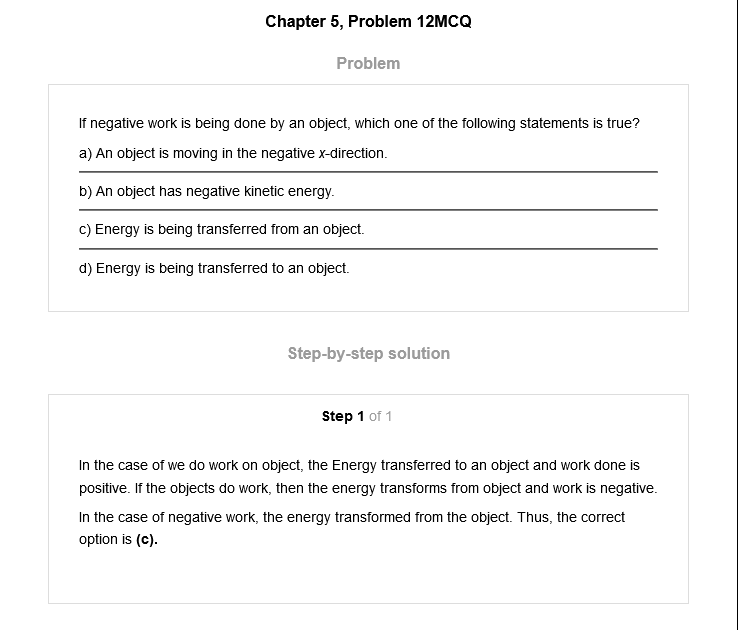 Chapter 5, Problem 12MCQ
Problem
If negative work is being done by an object, which one of the following statements is true?
a) An object is moving in the negative x-direction.
b) An object has negative kinetic energy.
c) Energy is being transferred from an object.
d) Energy is being transferred to an object.
Step-by-step solution
Step 1 of 1
In the case of we do work on object, the Energy transferred to an object and work done is
positive. If the objects do work, then the energy transforms from object and work is negative.
In the case of negative work, the energy transformed from the object. Thus, the correct
option is (c).